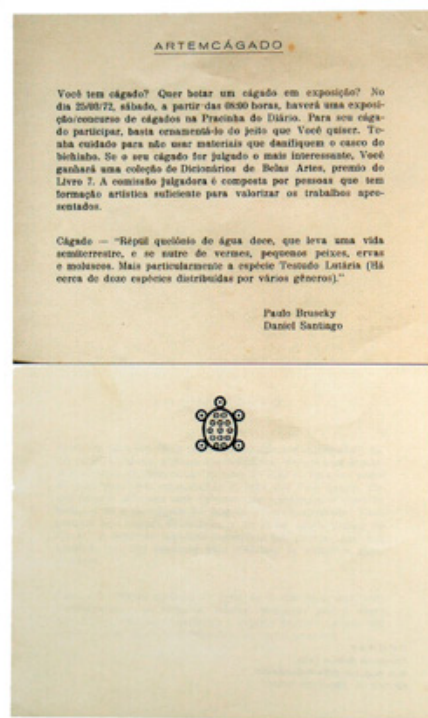 ARTEMCÁGADO
Você tem cágado? Quer botar um cágado em exposição? No
dia 25/03/72, sábado, a partir das 08:00 horas, haverá uma exposi-
ção/concurso de cágados na Pracinha do Diário. Para seu cága-
do participar, basta ornamentá-lo do jeito que Você quiser. Te-
nha cuidado para não usar materiais que danifiquem o casco do
bichinho. Se o seu cágado for julgado o mais interessante, Você
ganhará uma coleção de Dicionários de Belas Artes, premio do
Livro 7. A comissão julgadora é composta por pessoas que tem
formação artística suficiente para valorizar os trabalhos apre-
sentados.
Cágado — "Réptil quelônio de água doce, que leva uma vida
semiterrestre, e se nutre de vermes, pequenos peixes, ervas
e moluscos. Mais particularmente a espécie Testudo Lutária (Há
cerca de doze espécies distribuídas por vários gêneros)."
Paulo Bruscky
Daniel Santiago